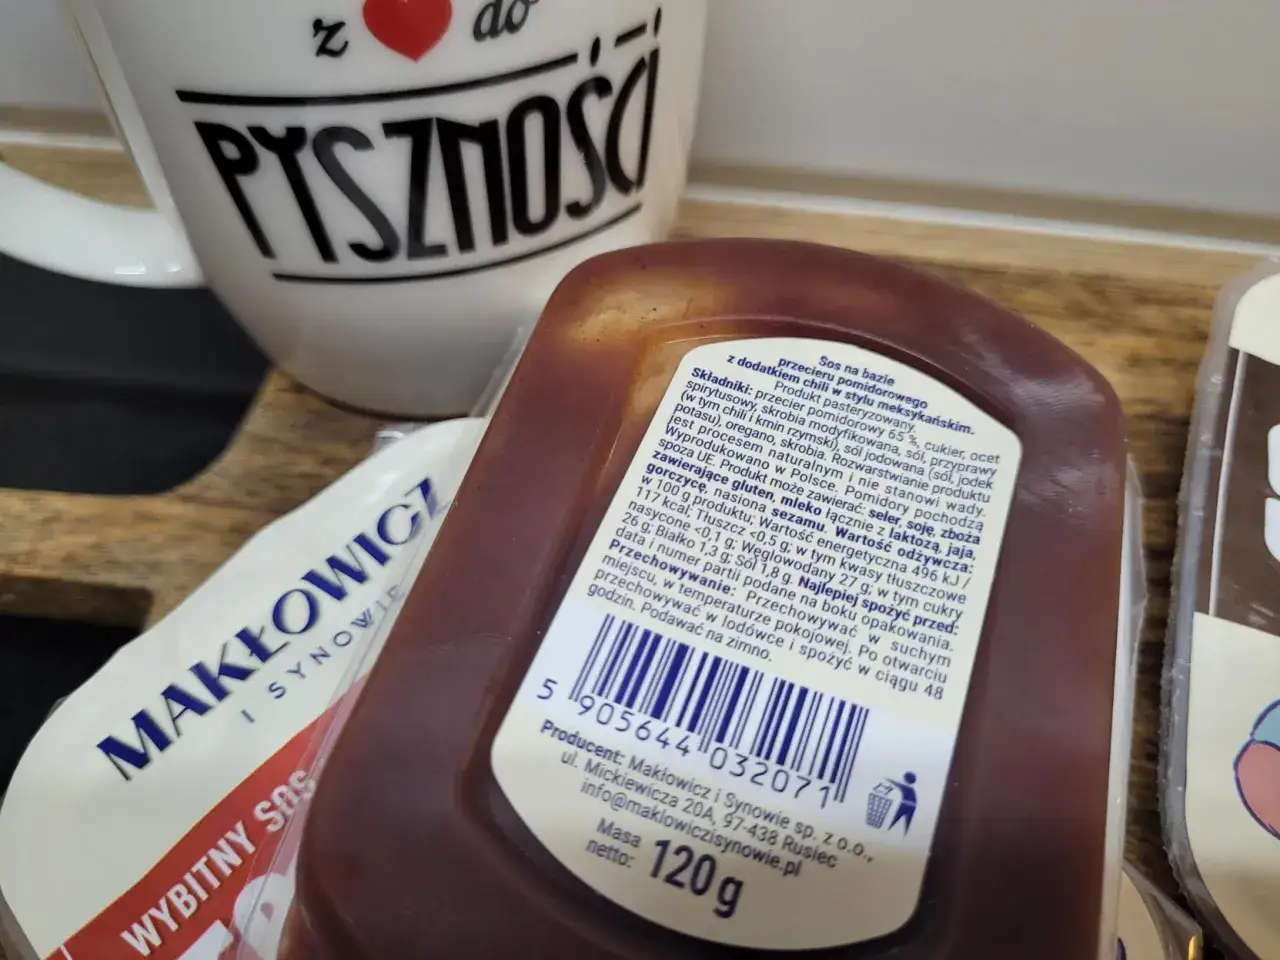 z do
PYSZNOŚCI
MAKŁOWICZ
I SYNOWIE
WYBITNY SOS
Sos na bazie
przecieru pomidorowego
z dodatkiem chili w stylu meksykańskim.
Produkt pasteryzowany.
Składniki: przecier pomidorowy 65 %, cukier, ocet
spirytusowy, skrobia modyfikowana, sól, przyprawy
(w tym chili i kmin rzymski), sól jodowana (sól, jodek
potasu), oregano, skrobia. Rozwarstwianie produktu
jest procesem naturalnym i nie stanowi wady.
Wyprodukowano w Polsce. Pomidory pochodzą
spoza UE. Produkt może zawierać: seler, soję, zboża
zawierające gluten, mleko łącznie z laktozą, jaja,
gorczycę, nasiona sezamu. Wartość odżywcza:
w 100 g produktu: Wartość energetyczna 496 kJ /
117 kcal; Tłuszcz <0,5 g; w tym kwasy tłuszczowe
nasycone <0,1 g; Węglowodany 27 g; w tym cukry
26 g; Białko 1,3 g; Sól 1,8 g. Najlepiej spożyć przed:
data i numer partii podane na boku opakowania.
Przechowywanie: Przechowywać w suchym
miejscu, w temperaturze pokojowej. Po otwarciu
przechowywać w lodówce i spożyć w ciągu 48
godzin. Podawać na zimno.
5 905644 032071
Producent: Makłowicz i Synowie sp. z o.o.,
ul. Mickiewicza 20A, 97-438 Rusiec
info@maklowiczisynowie.pl
Masa
netto: 120 g